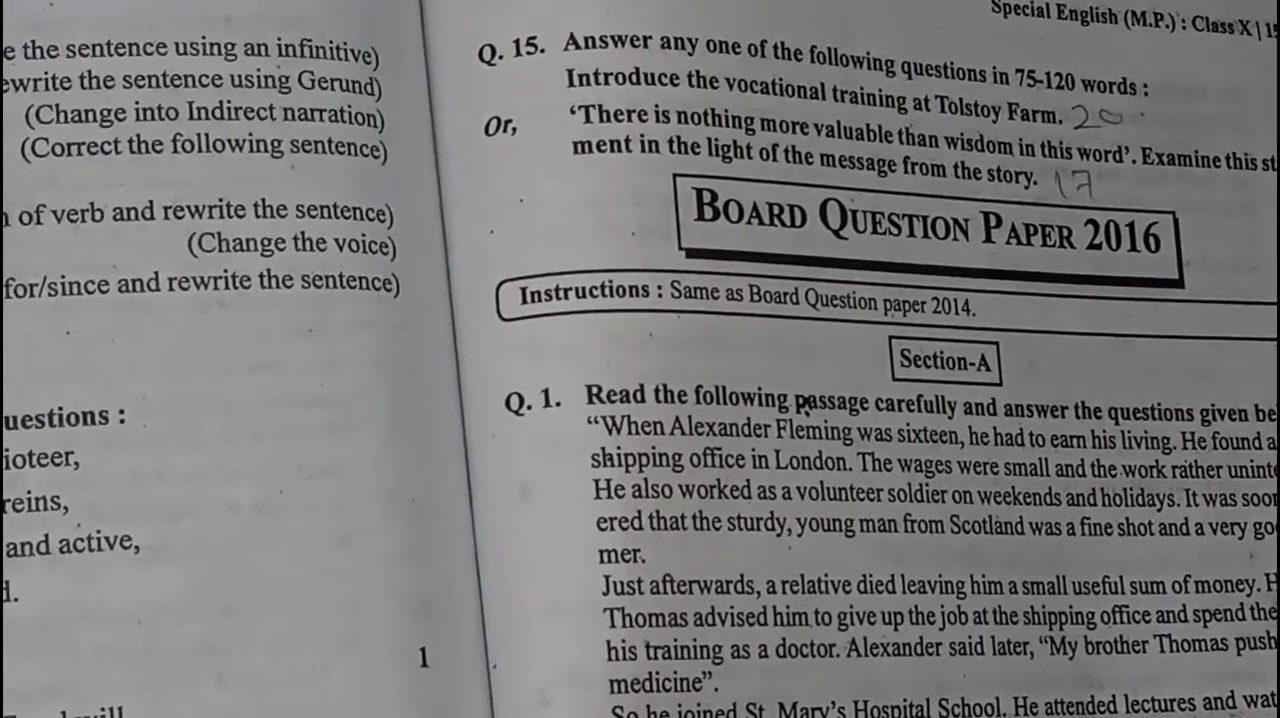 e the sentence using an infinitive)
ewrite the sentence using Gerund)
(Change into Indirect narration)
(Correct the following sentence)
of verb and rewrite the sentence)
(Change the voice)
for/since and rewrite the sentence)
uestions :
ioteer,
reins,
and active,
d.
1
Special English (M.P.) : Class X | 1
Q. 15. Answer any one of the following questions in 75-120 words :
Introduce the vocational training at Tolstoy Farm. 20
Or, ‘There is nothing more valuable than wisdom in this word’. Examine this st
ment in the light of the message from the story. 17
BOARD QUESTION PAPER 2016
Instructions : Same as Board Question paper 2014.
Section-A
Q. 1. Read the following passage carefully and answer the questions given be
“When Alexander Fleming was sixteen, he had to earn his living. He found a
shipping office in London. The wages were small and the work rather uninte
He also worked as a volunteer soldier on weekends and holidays. It was soon
ered that the sturdy, young man from Scotland was a fine shot and a very go
mer.
Just afterwards, a relative died leaving him a small useful sum of money. H
Thomas advised him to give up the job at the shipping office and spend the
his training as a doctor. Alexander said later, “My brother Thomas push
medicine”.
So he joined St. Mary’s Hospital School. He attended lectures and wat